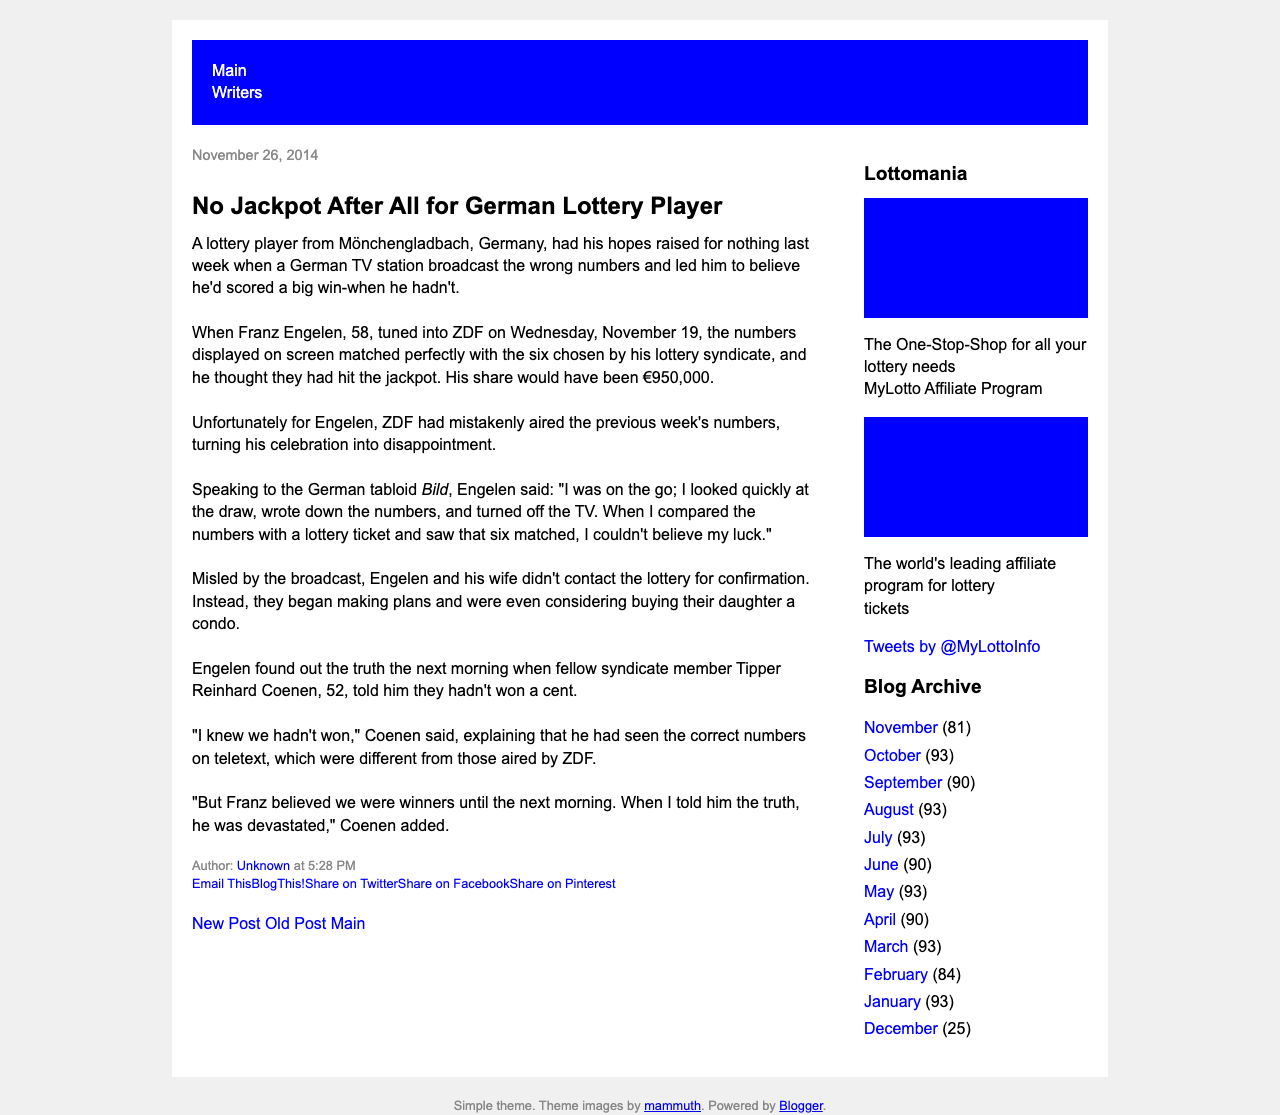 Main
Writers
November 26, 2014
No Jackpot After All for German Lottery Player
A lottery player from Mönchengladbach, Germany, had his hopes raised for nothing last
week when a German TV station broadcast the wrong numbers and led him to believe
he'd scored a big win-when he hadn't.
When Franz Engelen, 58, tuned into ZDF on Wednesday, November 19, the numbers
displayed on screen matched perfectly with the six chosen by his lottery syndicate, and
he thought they had hit the jackpot. His share would have been €950,000.
Unfortunately for Engelen, ZDF had mistakenly aired the previous week's numbers,
turning his celebration into disappointment.
Speaking to the German tabloid Bild, Engelen said: "I was on the go; I looked quickly at
the draw, wrote down the numbers, and turned off the TV. When I compared the
numbers with a lottery ticket and saw that six matched, I couldn't believe my luck."
Misled by the broadcast, Engelen and his wife didn't contact the lottery for confirmation.
Instead, they began making plans and were even considering buying their daughter a
condo.
Engelen found out the truth the next morning when fellow syndicate member Tipper
Reinhard Coenen, 52, told him they hadn't won a cent.
"I knew we hadn't won," Coenen said, explaining that he had seen the correct numbers
on teletext, which were different from those aired by ZDF.
"But Franz believed we were winners until the next morning. When I told him the truth,
he was devastated," Coenen added.
Author: Unknown at 5:28 PM
Email ThisBlogThis!Share on TwitterShare on FacebookShare on Pinterest
New Post Old Post Main
Lottomania
The One-Stop-Shop for all your
lottery needs
MyLotto Affiliate Program
The world's leading affiliate
program for lottery
tickets
Tweets by @MyLottoInfo
Blog Archive
November (81)
October (93)
September (90)
August (93)
July (93)
June (90)
May (93)
April (90)
March (93)
February (84)
January (93)
December (25)
Simple theme. Theme images by mammuth. Powered by Blogger.